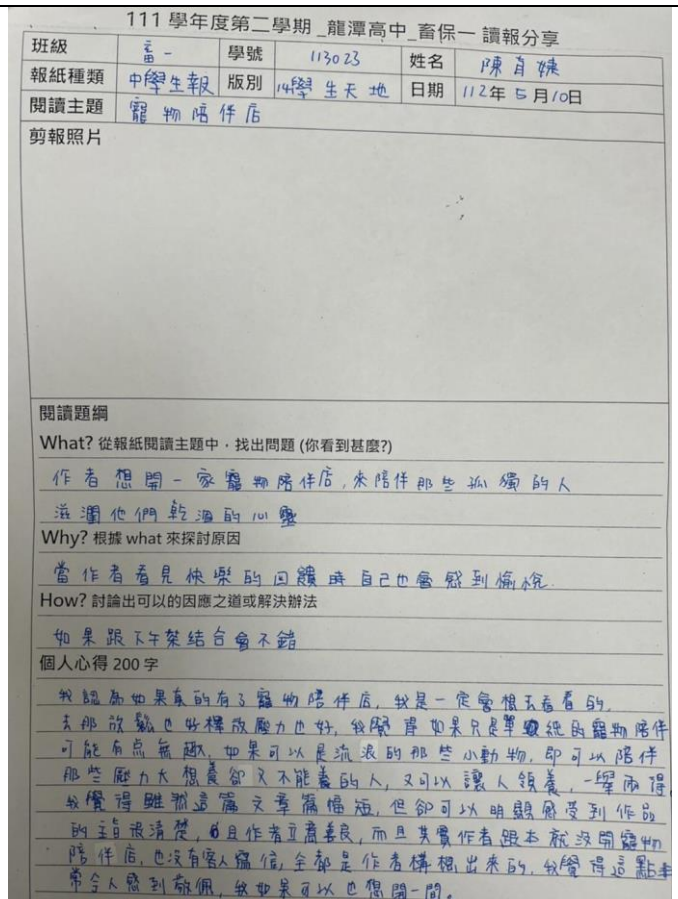 111 學年度第二學期 _龍潭高中_畜保一 讀報分享
班級 畜一 學號 113023 姓名 陳育
報紙種類 中學生報 版別 14學生天地 日期 112年5月10日
閱讀主題 寵物陪伴店
剪報照片
閱讀題綱
What? 從報紙閱讀主題中，找出問題 (你看到甚麼?)
作者想開一家寵物陪伴店,來陪伴那些孤獨的人
滋潤他們乾涸的心靈
Why? 根據 what 來探討原因
當作者看見快樂的回饋時自己也會感到愉悅.
How? 討論出可以的因應之道或解決辦法
如果跟下午茶結合會不錯
個人心得 200 字
我認為如果真的有了寵物陪伴店,我是一定會想去看看的,
去那放鬆也好釋放壓力也好,我覺得如果只是單純的寵物陪伴
可能有点無趣,如果可以是流浪的那些小動物,即可以陪伴
那些壓力大想養卻又不能養的人,又可以讓人領養,一舉兩得
我覺得雖然這篇文章篇幅短,但卻可以明顯感受到作品
的主旨很清楚,且作者立意善良,而且其實作者跟本就沒開寵物
陪伴店,也沒有客人寫信,全都是作者構想出來的,我覺得這點非
常令人感到敬佩,我如果可以也想開一間。